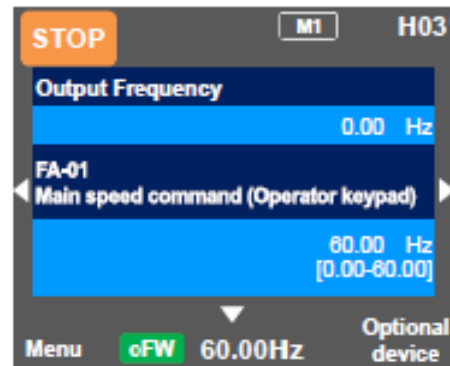 STOP M1 H03
Output Frequency
0.00 Hz
FA-01
Main speed command (Operator keypad)
60.00 Hz
[0.00-60.00]
Menu oFW 60.00Hz Optional
device